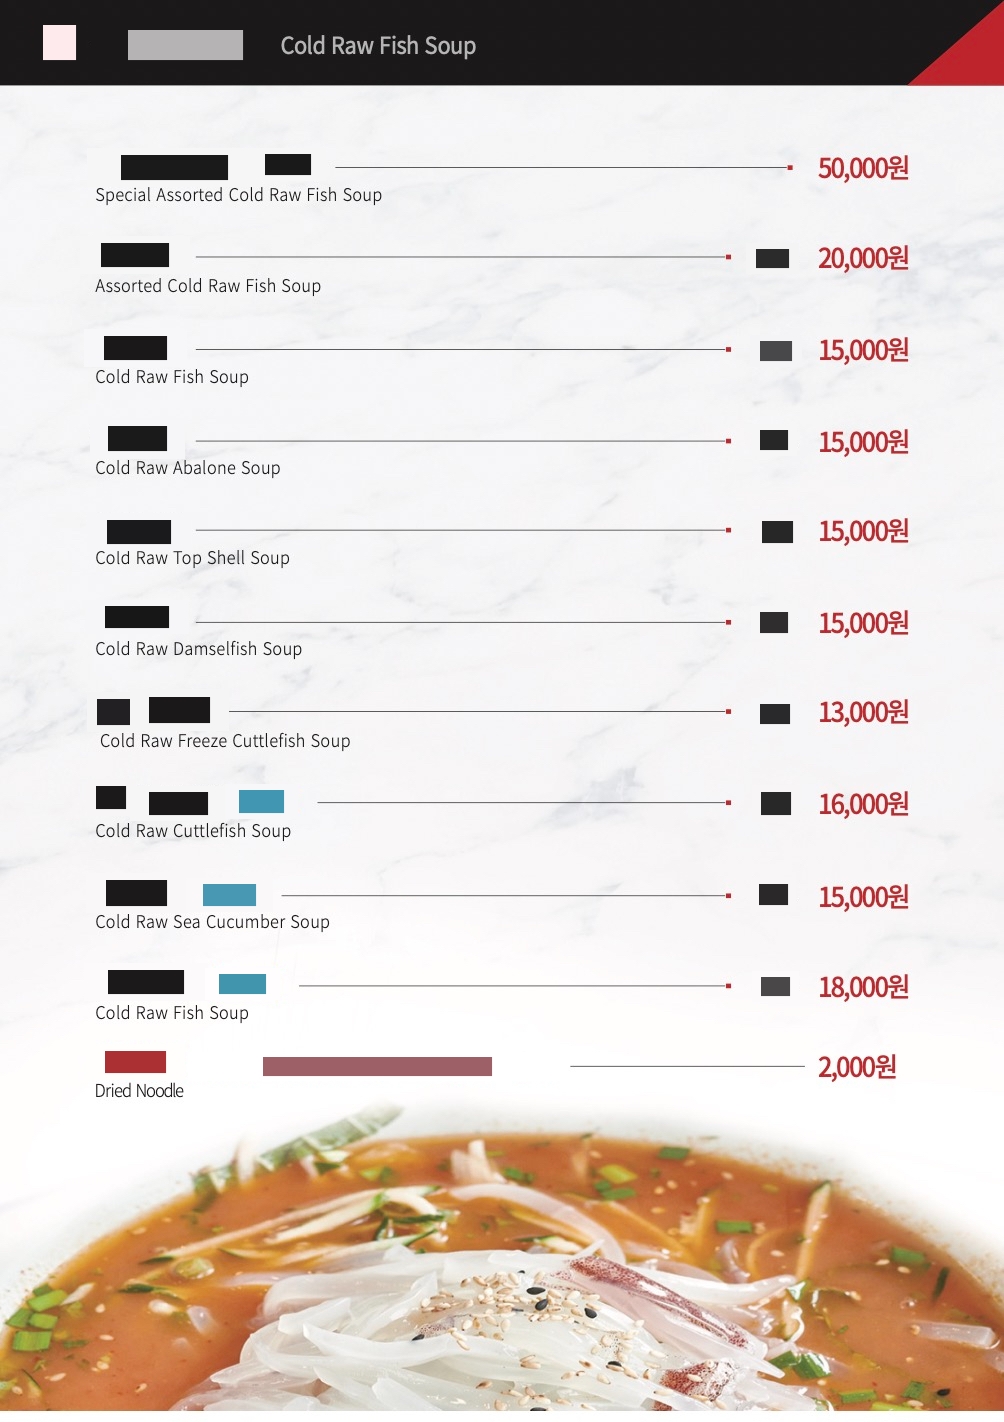 Cold Raw Fish Soup
50,000원
Special Assorted Cold Raw Fish Soup
20,000원
Assorted Cold Raw Fish Soup
15,000원
Cold Raw Fish Soup
15,000원
Cold Raw Abalone Soup
15,000원
Cold Raw Top Shell Soup
15,000원
Cold Raw Damselfish Soup
13,000원
Cold Raw Freeze Cuttlefish Soup
16,000원
Cold Raw Cuttlefish Soup
15,000원
Cold Raw Sea Cucumber Soup
18,000원
Cold Raw Fish Soup
2,000원
Dried Noodle